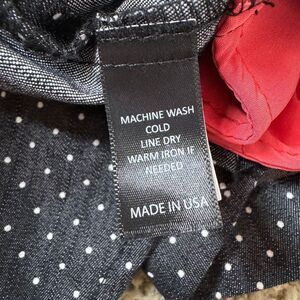 MACHINE WASH
COLD
LINE DRY
WARM IRON IF
NEEDED
MADE IN USA